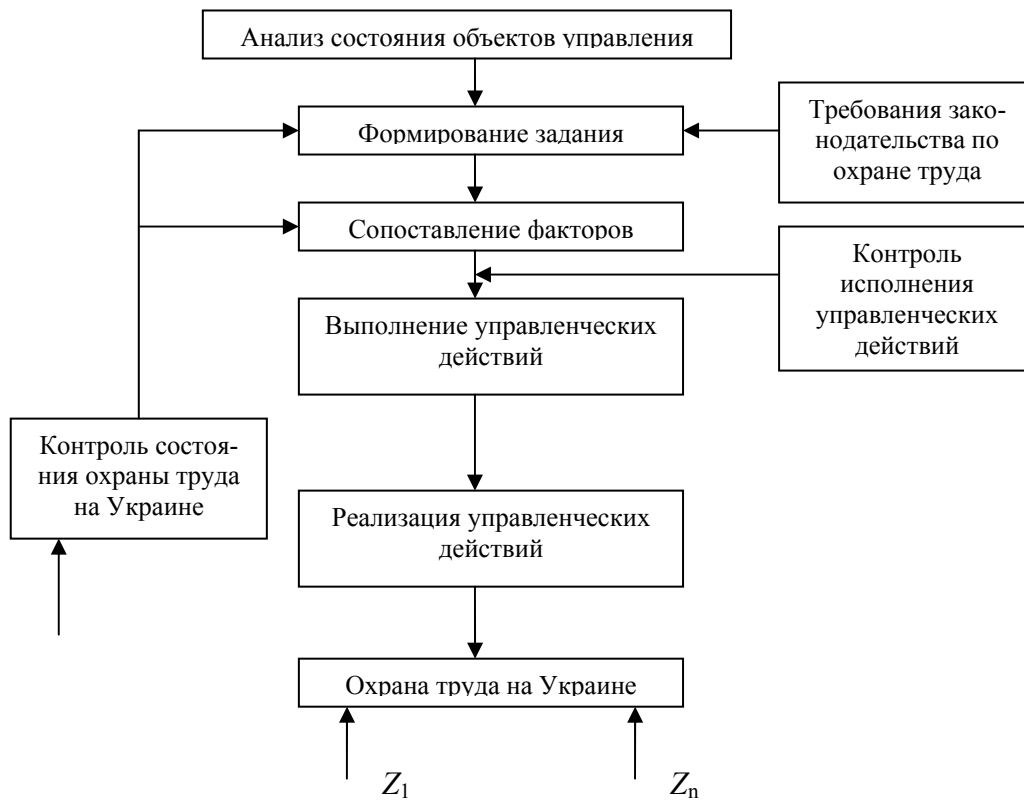 Анализ состояния объектов управления
Формирование задания
Требования зако-
нодательства по
охране труда
Сопоставление факторов
Контроль
исполнения
управленческих
действий
Выполнение управленческих
действий
Контроль состоя-
ния охраны труда
на Украине
Реализация управленческих
действий
Охрана труда на Украине
Z1
Zn